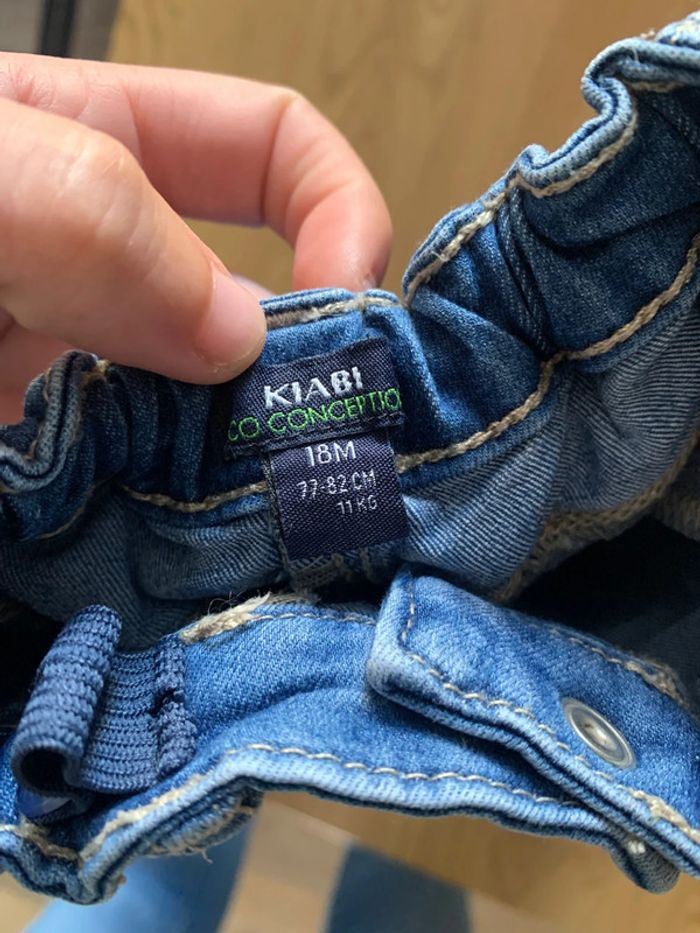 KIABI
CO CONCEPTIO
18M
77-82 CM
11 KG